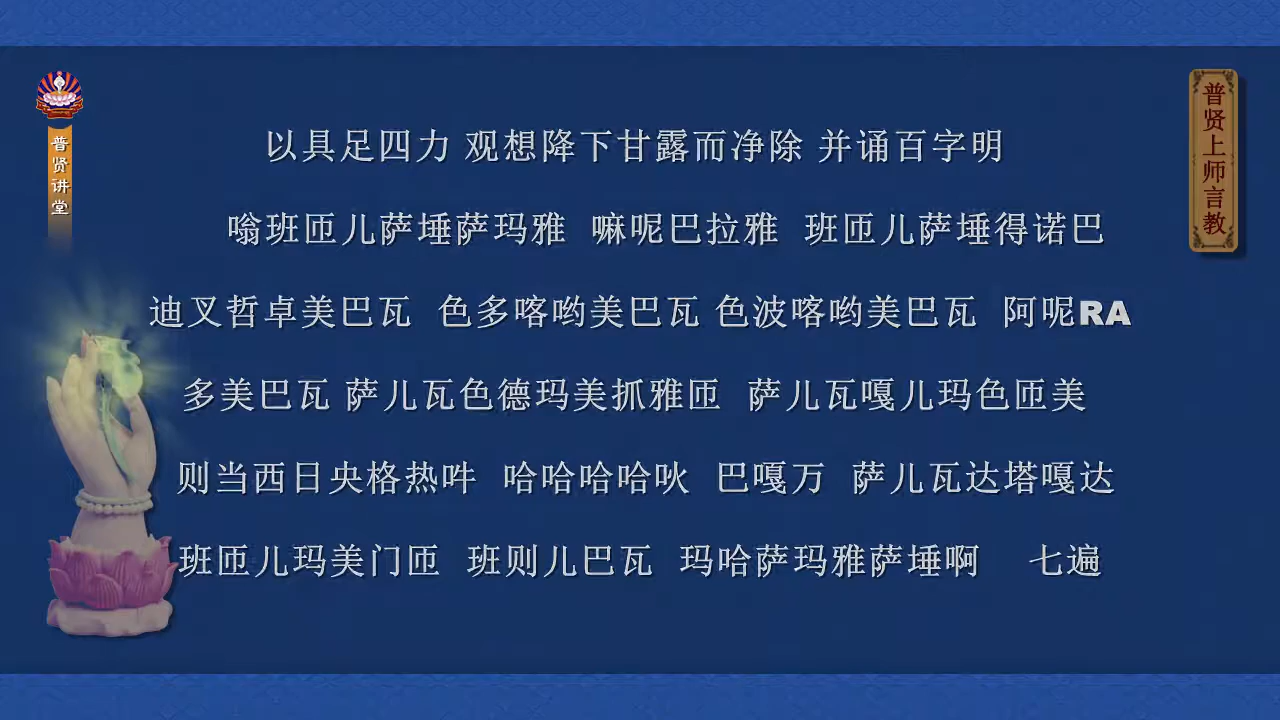 普贤讲堂
普贤上师言教
以具足四力 观想降下甘露而净除 并诵百字明
嗡班匝儿萨埵萨玛雅 嘛呢巴拉雅 班匝儿萨埵得诺巴
迪叉哲卓美巴瓦 色多喀哟美巴瓦 色波喀哟美巴瓦 阿呢RA
多美巴瓦 萨儿瓦色德玛美抓雅匝 萨儿瓦嘎儿玛色匝美
则当西日央格热吽 哈哈哈哈吙 巴嘎万 萨儿瓦达塔嘎达
班匝儿玛美门匝 班则儿巴瓦 玛哈萨玛雅萨埵啊 七遍